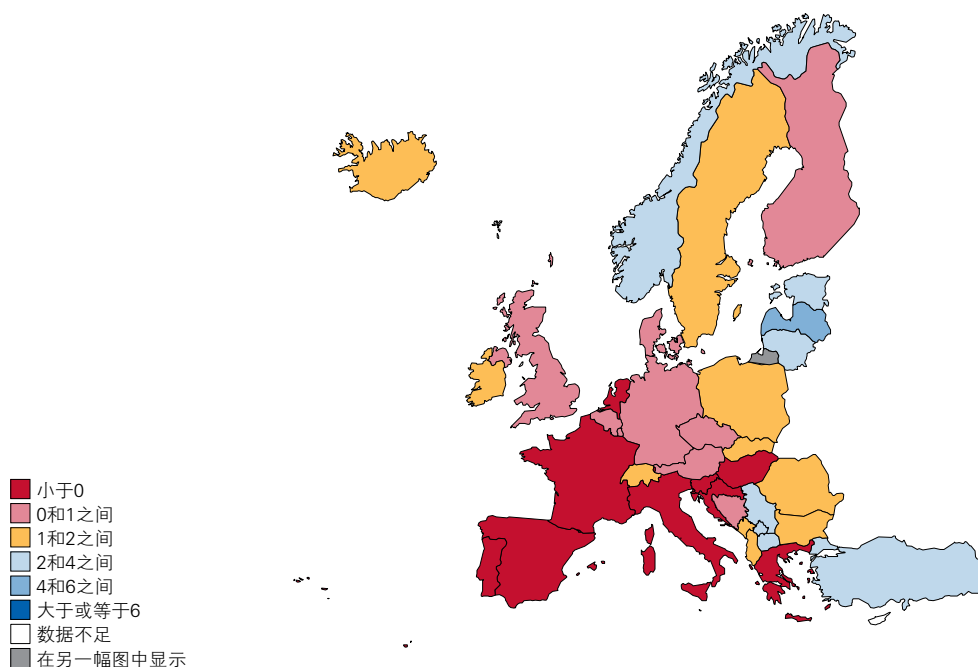 小于0
0和1之间
1和2之间
2和4之间
4和6之间
大于或等于6
数据不足
在另一幅图中显示